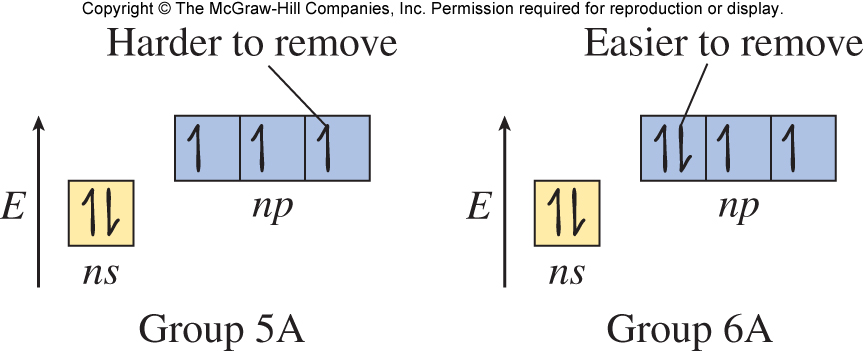 Copyright © The McGraw-Hill Companies, Inc. Permission required for reproduction or display.
Harder to remove
Easier to remove
E
np
ns
E
np
ns
Group 5A
Group 6A